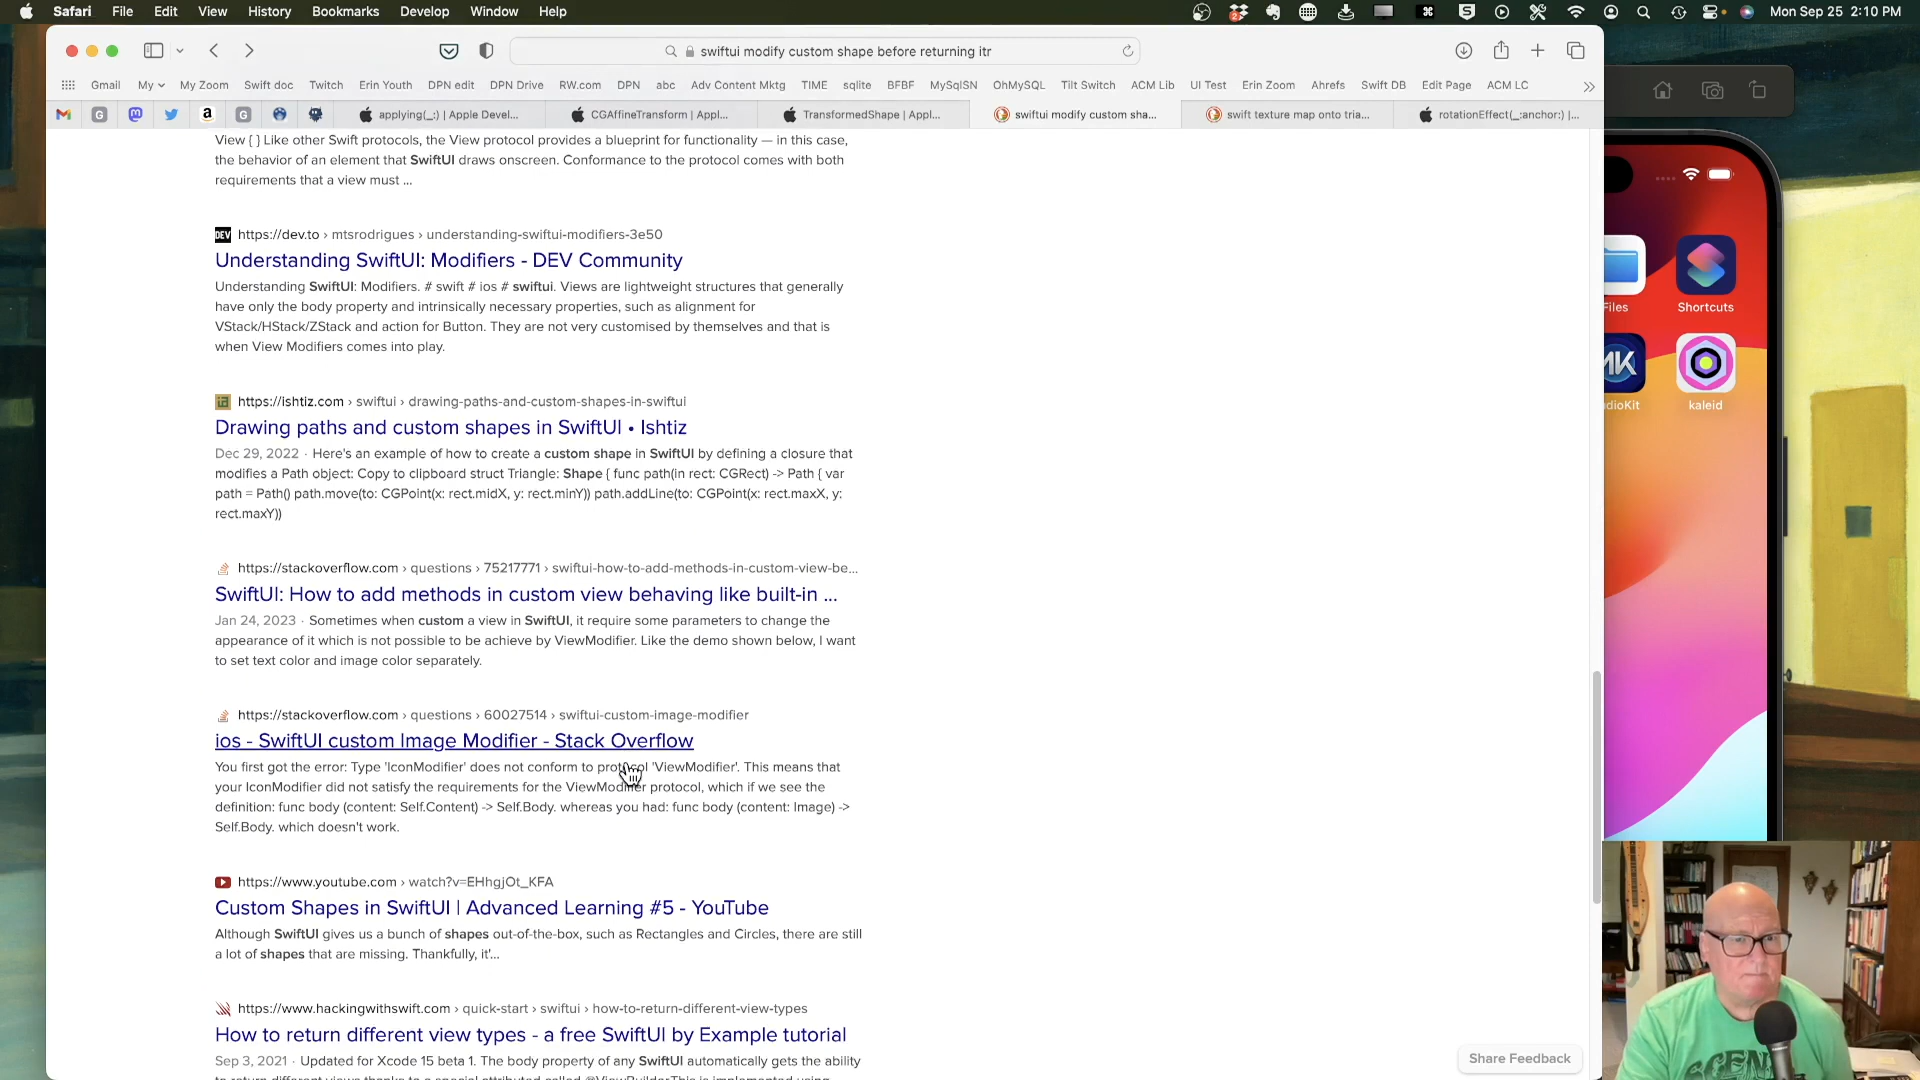 Safari File Edit View History Bookmarks Develop Window Help
Mon Sep 25 2:10 PM
swiftui modify custom shape before returning itr
Gmail My My Zoom Swift doc Twitch Erin Youth DPN edit DPN Drive RW.com DPN abc Adv Content Mktg TIME sqlite BFBF MySqlSN OhMySQL Tilt Switch ACM Lib UI Test Erin Zoom Ahrefs Swift DB Edit Page ACM LC
applying(_:) | Apple Devel... CGAffineTransform | Appl... TransformedShape | Appl... swiftui modify custom sha... swift texture map onto tria... rotationEffect(_:anchor:) |...
View { } Like other Swift protocols, the View protocol provides a blueprint for functionality — in this case,
the behavior of an element that SwiftUI draws onscreen. Conformance to the protocol comes with both
requirements that a view must ...
DEV https://dev.to › mtsrodrigues › understanding-swiftui-modifiers-3e50
Understanding SwiftUI: Modifiers - DEV Community
Understanding SwiftUI: Modifiers. # swift # ios # swiftui. Views are lightweight structures that generally
have only the body property and intrinsically necessary properties, such as alignment for
VStack/HStack/ZStack and action for Button. They are not very customised by themselves and that is
when View Modifiers comes into play.
https://ishtiz.com › swiftui › drawing-paths-and-custom-shapes-in-swiftui
Drawing paths and custom shapes in SwiftUI • Ishtiz
Dec 29, 2022 · Here's an example of how to create a custom shape in SwiftUI by defining a closure that
modifies a Path object: Copy to clipboard struct Triangle: Shape { func path(in rect: CGRect) -> Path { var
path = Path() path.move(to: CGPoint(x: rect.midX, y: rect.minY)) path.addLine(to: CGPoint(x: rect.maxX, y:
rect.maxY))
https://stackoverflow.com › questions › 75217771 › swiftui-how-to-add-methods-in-custom-view-be...
SwiftUI: How to add methods in custom view behaving like built-in ...
Jan 24, 2023 · Sometimes when custom a view in SwiftUI, it require some parameters to change the
appearance of it which is not possible to be achieve by ViewModifier. Like the demo shown below, I want
to set text color and image color separately.
https://stackoverflow.com › questions › 60027514 › swiftui-custom-image-modifier
ios - SwiftUI custom Image Modifier - Stack Overflow
You first got the error: Type 'IconModifier' does not conform to protocol 'ViewModifier'. This means that
your IconModifier did not satisfy the requirements for the ViewModifier protocol, which if we see the
definition: func body (content: Self.Content) -> Self.Body. whereas you had: func body (content: Image) ->
Self.Body. which doesn't work.
https://www.youtube.com › watch?v=EHhgjOt_KFA
Custom Shapes in SwiftUI | Advanced Learning #5 - YouTube
Although SwiftUI gives us a bunch of shapes out-of-the-box, such as Rectangles and Circles, there are still
a lot of shapes that are missing. Thankfully, it'...
https://www.hackingwithswift.com › quick-start › swiftui › how-to-return-different-view-types
How to return different view types - a free SwiftUI by Example tutorial
Sep 3, 2021 · Updated for Xcode 15 beta 1. The body property of any SwiftUI automatically gets the ability
Share Feedback
Files Shortcuts
dioKit kaleid